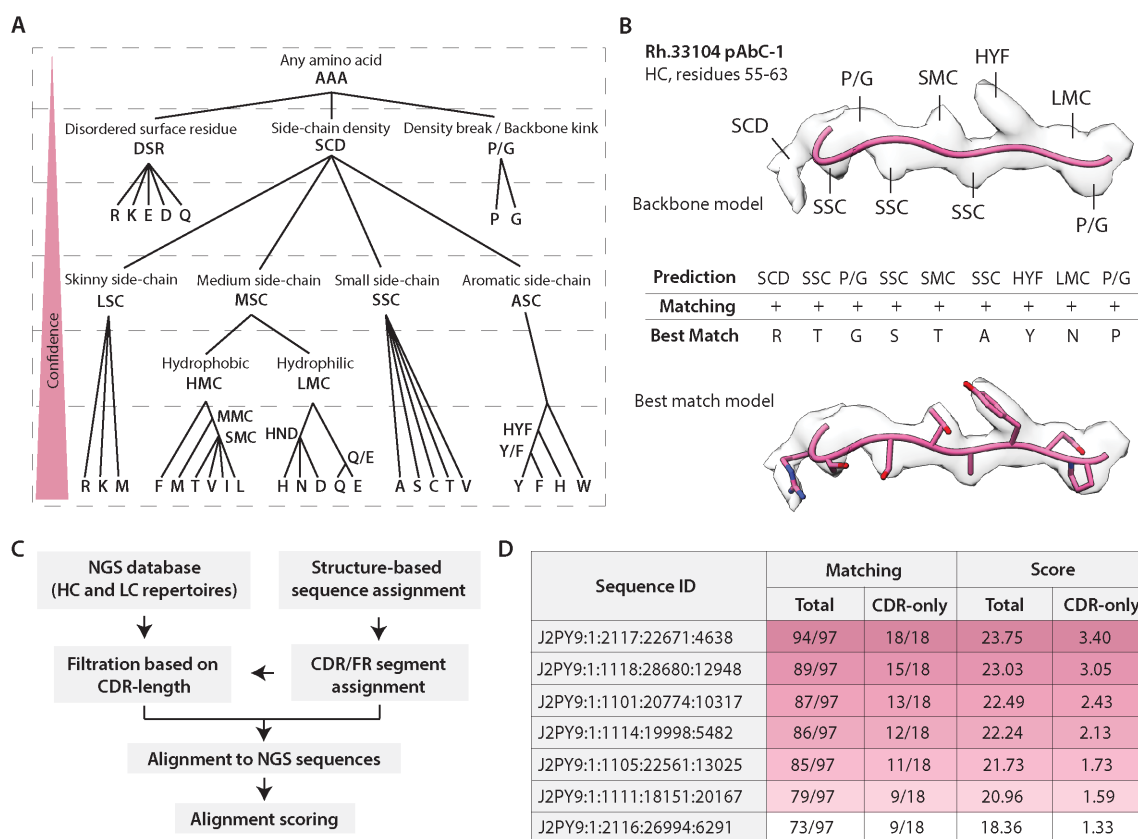 A
Any amino acid
AAA
Disordered surface residue
DSR
Side-chain density
SCD
Density break / Backbone kink
P/G
R K E D Q
P G
Skinny side-chain
LSC
Medium side-chain
MSC
Small side-chain
SSC
Aromatic side-chain
ASC
Hydrophobic
HMC
Hydrophilic
LMC
MMC
SMC
HND
Q/E
HYF
Y/F
R K M
F M T V I L
H N D Q E
A S C T V
Y F H W
Confidence
B
Rh.33104 pAbC-1
HC, residues 55-63
SCD
P/G
SMC
HYF
LMC
SSC
SSC
SSC
P/G
Backbone model
Prediction SCD SSC P/G SSC SMC SSC HYF LMC P/G
Matching + + + + + + + + +
Best Match R T G S T A Y N P
Best match model
C
NGS database
(HC and LC repertoires)
Structure-based
sequence assignment
Filtration based on
CDR-length
CDR/FR segment
assignment
Alignment to NGS sequences
Alignment scoring
D
Sequence ID Matching Score
Total CDR-only Total CDR-only
J2PY9:1:2117:22671:4638 94/97 18/18 23.75 3.40
J2PY9:1:1118:28680:12948 89/97 15/18 23.03 3.05
J2PY9:1:1101:20774:10317 87/97 13/18 22.49 2.43
J2PY9:1:1114:19998:5482 86/97 12/18 22.24 2.13
J2PY9:1:1105:22561:13025 85/97 11/18 21.73 1.73
J2PY9:1:1111:18151:20167 79/97 9/18 20.96 1.59
J2PY9:1:2116:26994:6291 73/97 9/18 18.36 1.33